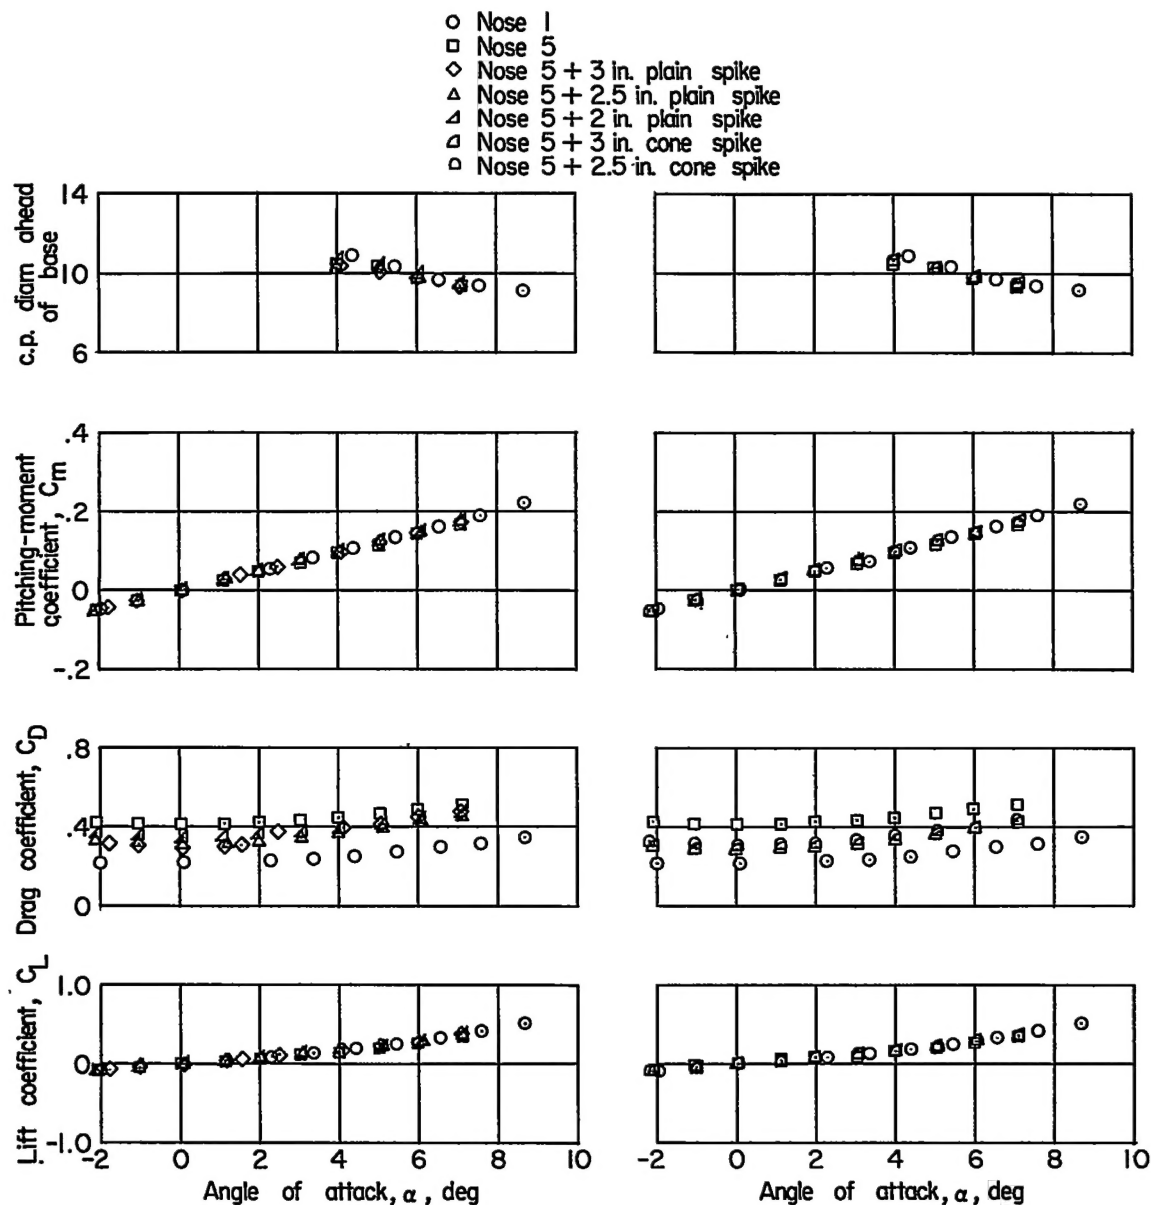 Nose 1
Nose 5
Nose 5 + 3 in. plain spike
Nose 5 + 2.5 in. plain spike
Nose 5 + 2 in. plain spike
Nose 5 + 3 in. cone spike
Nose 5 + 2.5 in. cone spike
c.p. diam ahead
of base
14
10
6
Pitching-moment
coefficient, Cm
.4
.2
0
-.2
Drag coefficient, CD
.8
.4
0
Lift coefficient, CL
1.0
0
-1.0
-2 0 2 4 6 8 10
-2 0 2 4 6 8 10
Angle of attack, α, deg
Angle of attack, α, deg